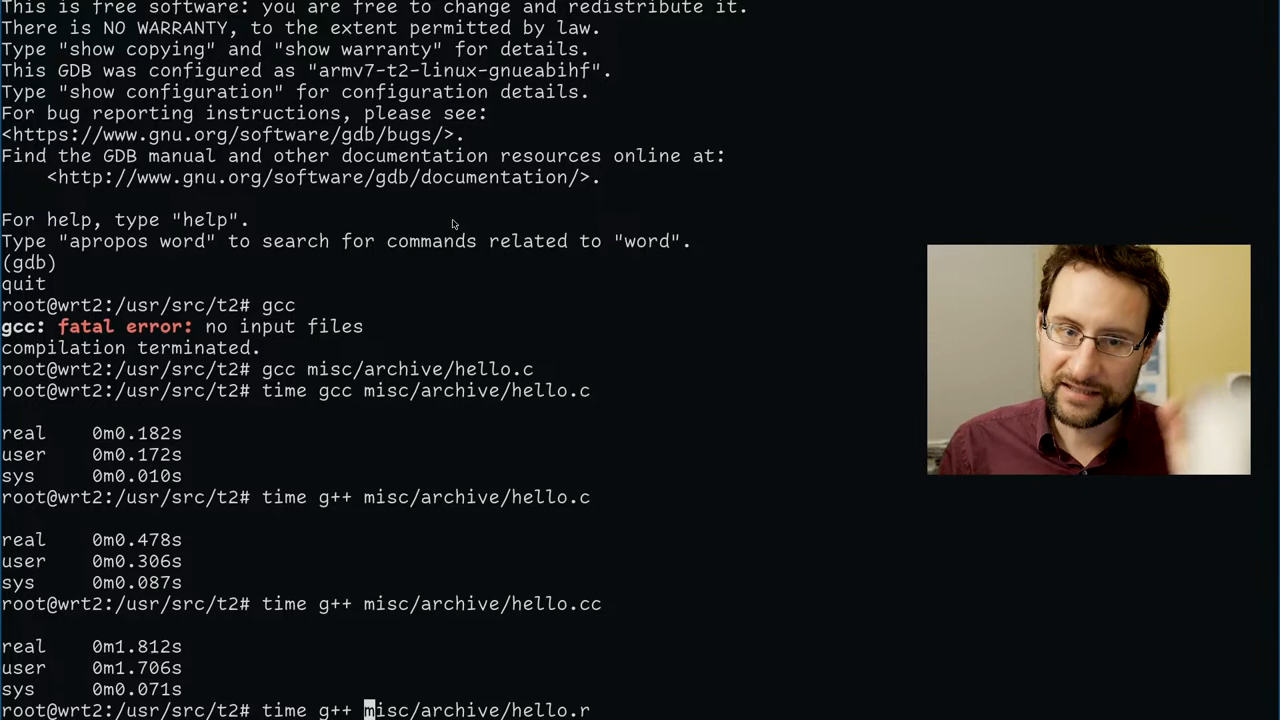 This is free software: you are free to change and redistribute it.
There is NO WARRANTY, to the extent permitted by law.
Type "show copying" and "show warranty" for details.
This GDB was configured as "armv7-t2-linux-gnueabihf".
Type "show configuration" for configuration details.
For bug reporting instructions, please see:
<https://www.gnu.org/software/gdb/bugs/>.
Find the GDB manual and other documentation resources online at:
    <http://www.gnu.org/software/gdb/documentation/>.
For help, type "help".
Type "apropos word" to search for commands related to "word".
(gdb)
quit
root@wrt2:/usr/src/t2# gcc
gcc: fatal error: no input files
compilation terminated.
root@wrt2:/usr/src/t2# gcc misc/archive/hello.c
root@wrt2:/usr/src/t2# time gcc misc/archive/hello.c
real    0m0.182s
user    0m0.172s
sys     0m0.010s
root@wrt2:/usr/src/t2# time g++ misc/archive/hello.c
real    0m0.478s
user    0m0.306s
sys     0m0.087s
root@wrt2:/usr/src/t2# time g++ misc/archive/hello.cc
real    0m1.812s
user    0m1.706s
sys     0m0.071s
root@wrt2:/usr/src/t2# time g++ misc/archive/hello.r